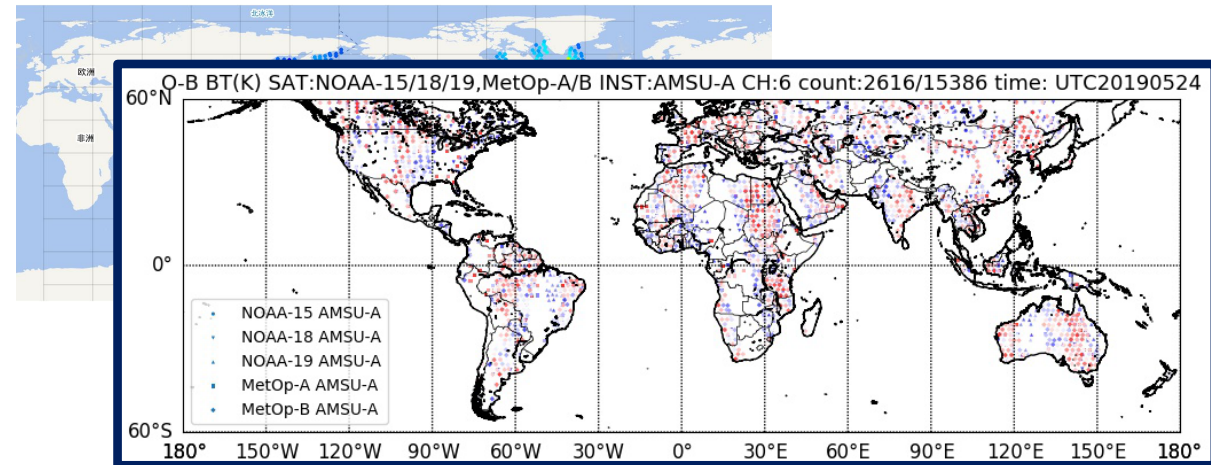 北冰洋
欧洲
非洲
O-B BT(K) SAT:NOAA-15/18/19,MetOp-A/B INST:AMSU-A CH:6 count:2616/15386 time: UTC20190524
60°N
0°
60°S
NOAA-15 AMSU-A
NOAA-18 AMSU-A
NOAA-19 AMSU-A
MetOp-A AMSU-A
MetOp-B AMSU-A
180° 150°W 120°W 90°W 60°W 30°W 0° 30°E 60°E 90°E 120°E 150°E 180°